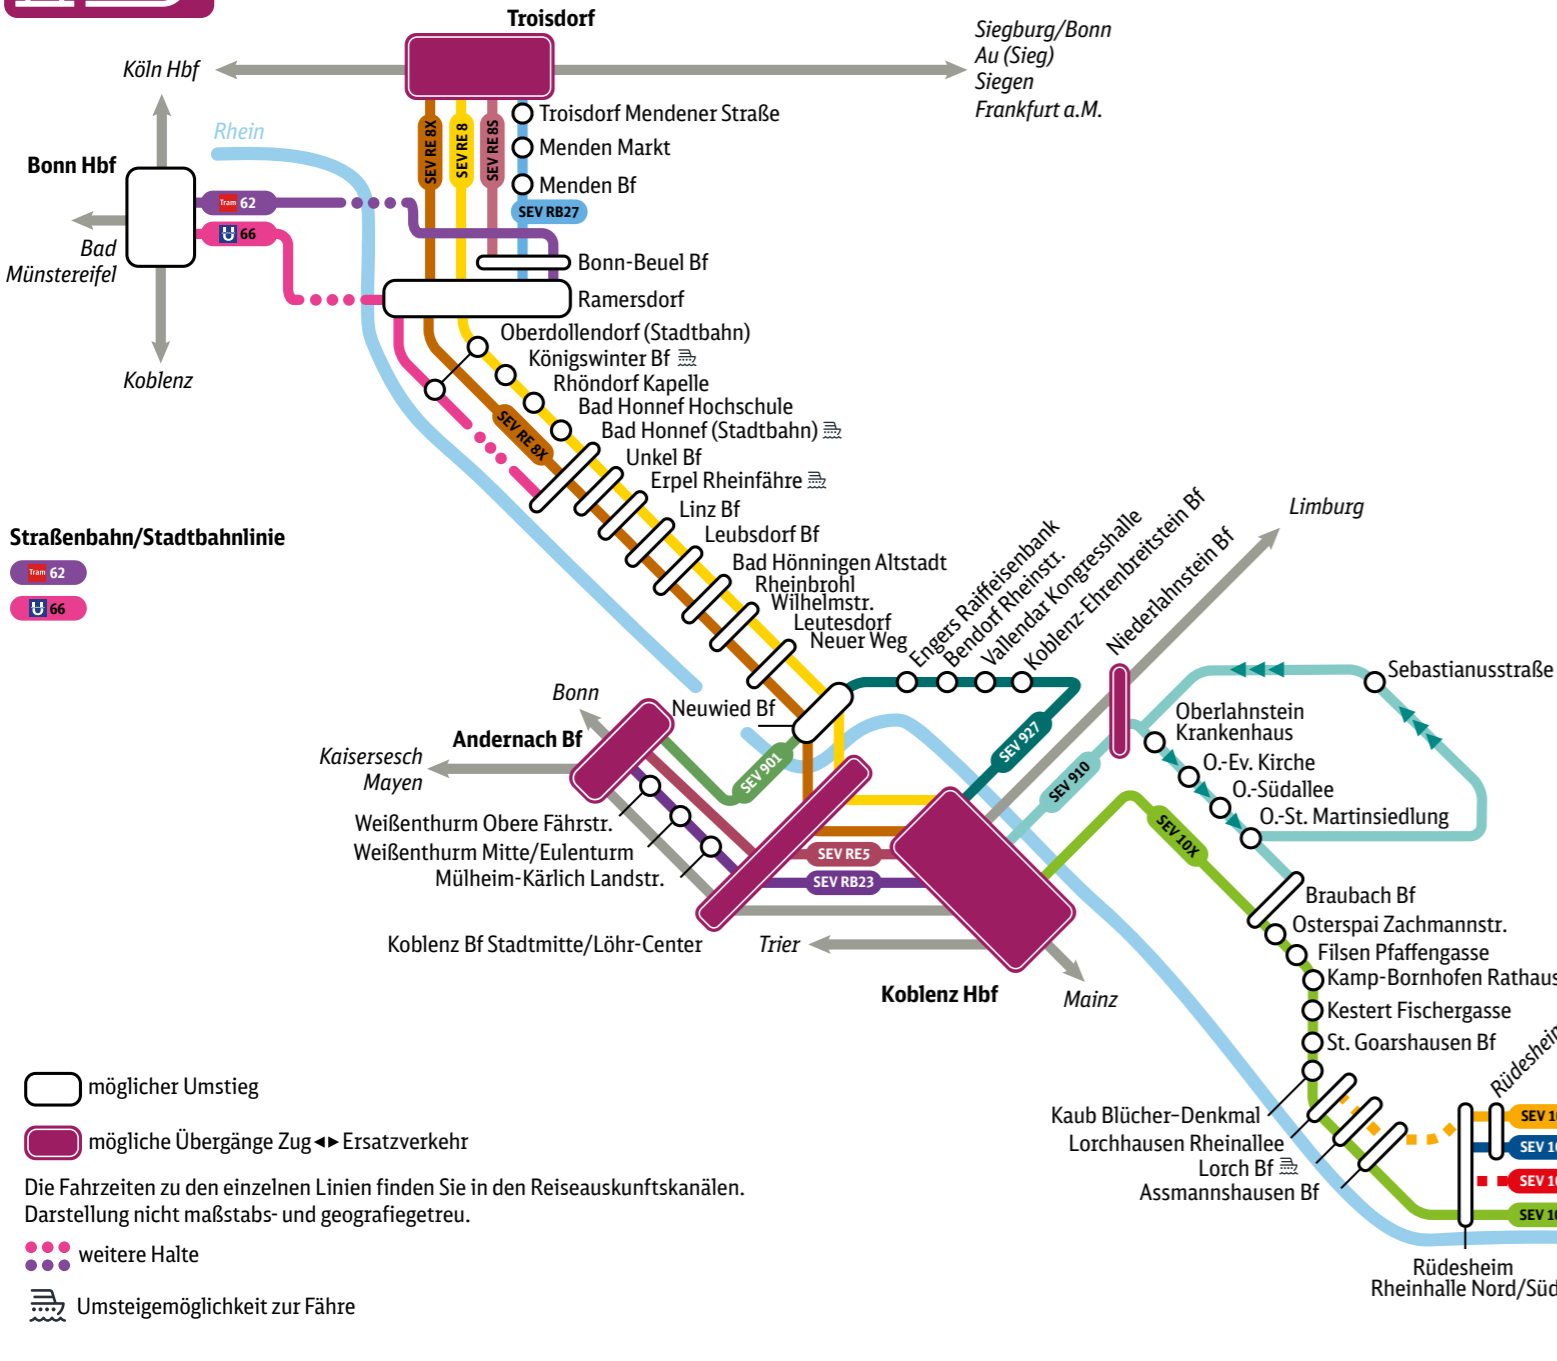 Troisdorf
Siegburg/Bonn
Au (Sieg)
Siegen
Frankfurt a.M.
Köln Hbf
Rhein
Bonn Hbf
Bad
Münstereifel
Koblenz
Tram 62
U 66
SEV RE 8X
SEV RE 8
SEV RE 8S
Troisdorf Mendener Straße
Menden Markt
Menden Bf
SEV RB27
Bonn-Beuel Bf
Ramersdorf
Oberdollendorf (Stadtbahn)
Königswinter Bf
Rhöndorf Kapelle
Bad Honnef Hochschule
Bad Honnef (Stadtbahn)
SEV RE 8X
Unkel Bf
Erpel Rheinfähre
Linz Bf
Leubsdorf Bf
Bad Hönningen Altstadt
Rheinbrohl
Wilhelmstr.
Leutesdorf
Neuer Weg
Straßenbahn/Stadtbahnlinie
Tram 62
U 66
Engers Raiffeisenbank
Bendorf Rheinstr.
Vallendar Kongresshalle
Koblenz-Ehrenbreitstein Bf
Niederlahnstein Bf
Limburg
Sebastianusstraße
Oberlahnstein
Krankenhaus
O.-Ev. Kirche
O.-Südallee
O.-St. Martinsiedlung
Neuwied Bf
Bonn
Andernach Bf
Kaisersesch
Mayen
SEV 901
SEV 927
SEV 910
SEV 10X
Weißenthurm Obere Fährstr.
Weißenthurm Mitte/Eulenturm
Mülheim-Kärlich Landstr.
SEV RE5
SEV RB23
Koblenz Bf Stadtmitte/Löhr-Center
Trier
Koblenz Hbf
Mainz
Braubach Bf
Osterspai Zachmannstr.
Filsen Pfaffengasse
Kamp-Bornhofen Rathaus
Kestert Fischergasse
St. Goarshausen Bf
Kaub Blücher-Denkmal
Lorchhausen Rheinallee
Lorch Bf
Assmannshausen Bf
Rüdesheim
SEV 1
SEV 1
SEV 1
SEV 1
Rüdesheim
Rheinhalle Nord/Süd
möglicher Umstieg
mögliche Übergänge Zug ◂▸ Ersatzverkehr
Die Fahrzeiten zu den einzelnen Linien finden Sie in den Reiseauskunftskanälen.
Darstellung nicht maßstabs- und geografiegetreu.
weitere Halte
Umsteigemöglichkeit zur Fähre